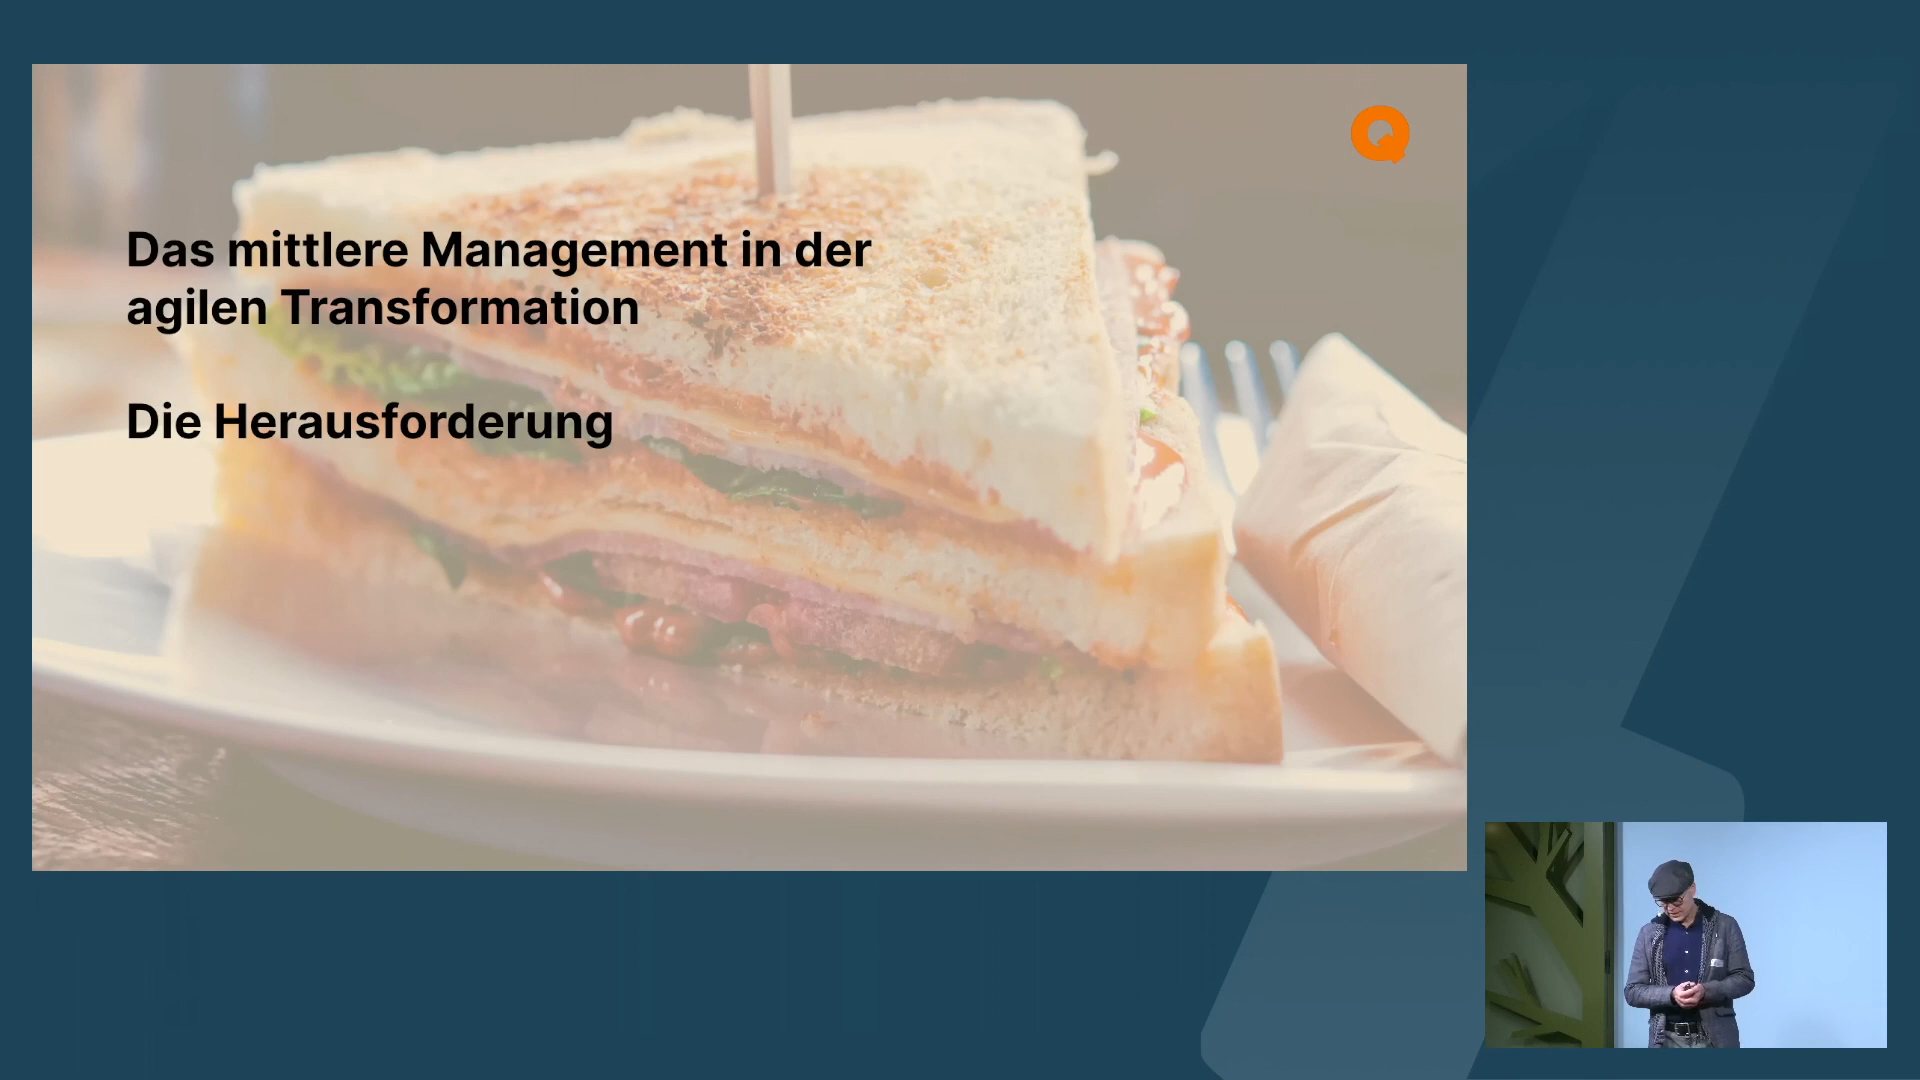 Das mittlere Management in der
agilen Transformation
Die Herausforderung